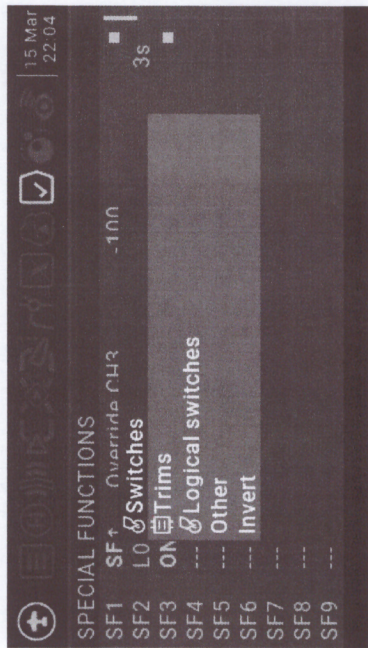 15 Mar
22:04
SPECIAL FUNCTIONS
SF1 SF↑ Override CH3 -100
SF2 L0 3s
SF3 ON
SF4 ---
SF5 ---
SF6 ---
SF7 ---
SF8 ---
SF9 ---
Switches
Trims
Logical switches
Other
Invert